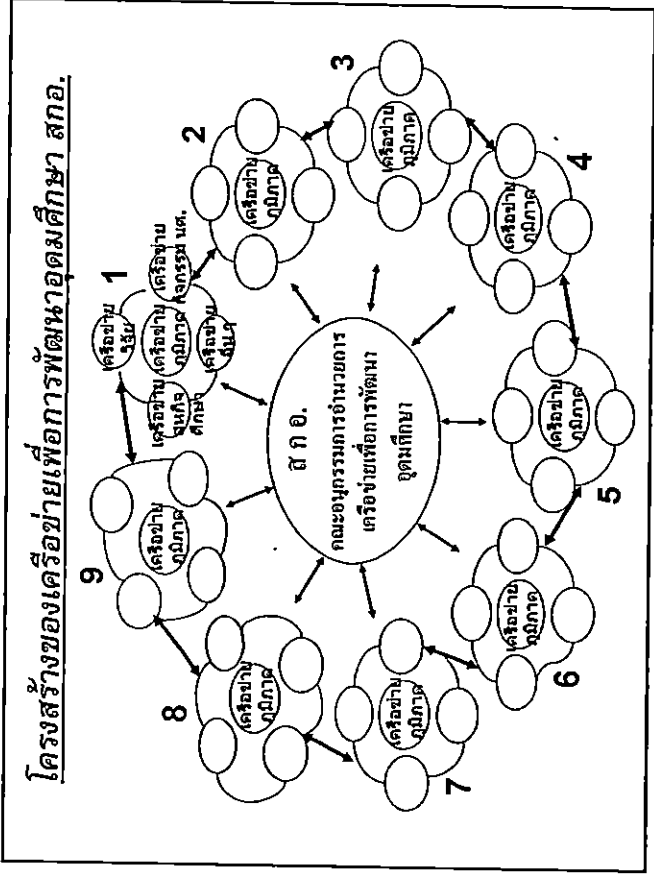 โครงสร้างของเครือข่ายเพื่อการพัฒนาอุดมศึกษา สกอ.
1
เครือข่าย
วิจัย
เครือข่าย
สหกิจ
ศึกษา
เครือข่าย
ภูมิภาค
เครือข่าย
กิจกรรม นศ.
เครือข่าย
อื่น ๆ
2
เครือข่าย
ภูมิภาค
3
เครือข่าย
ภูมิภาค
4
เครือข่าย
ภูมิภาค
5
เครือข่าย
ภูมิภาค
6
เครือข่าย
ภูมิภาค
7
เครือข่าย
ภูมิภาค
8
เครือข่าย
ภูมิภาค
9
เครือข่าย
ภูมิภาค
ส ก อ.
คณะอนุกรรมการอำนวยการ
เครือข่ายเพื่อการพัฒนา
อุดมศึกษา